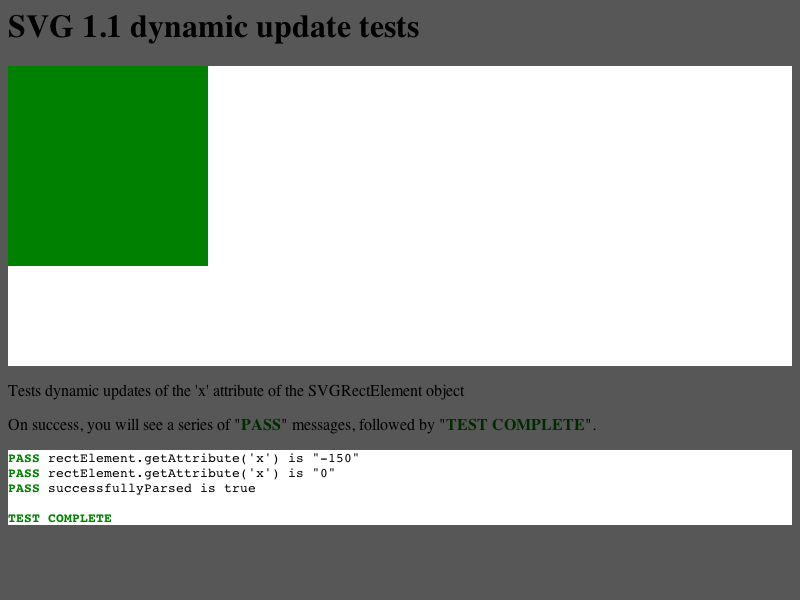 SVG 1.1 dynamic update tests
Tests dynamic updates of the 'x' attribute of the SVGRectElement object
On success, you will see a series of "PASS" messages, followed by "TEST COMPLETE".
PASS rectElement.getAttribute('x') is "-150"
PASS rectElement.getAttribute('x') is "0"
PASS successfullyParsed is true
TEST COMPLETE